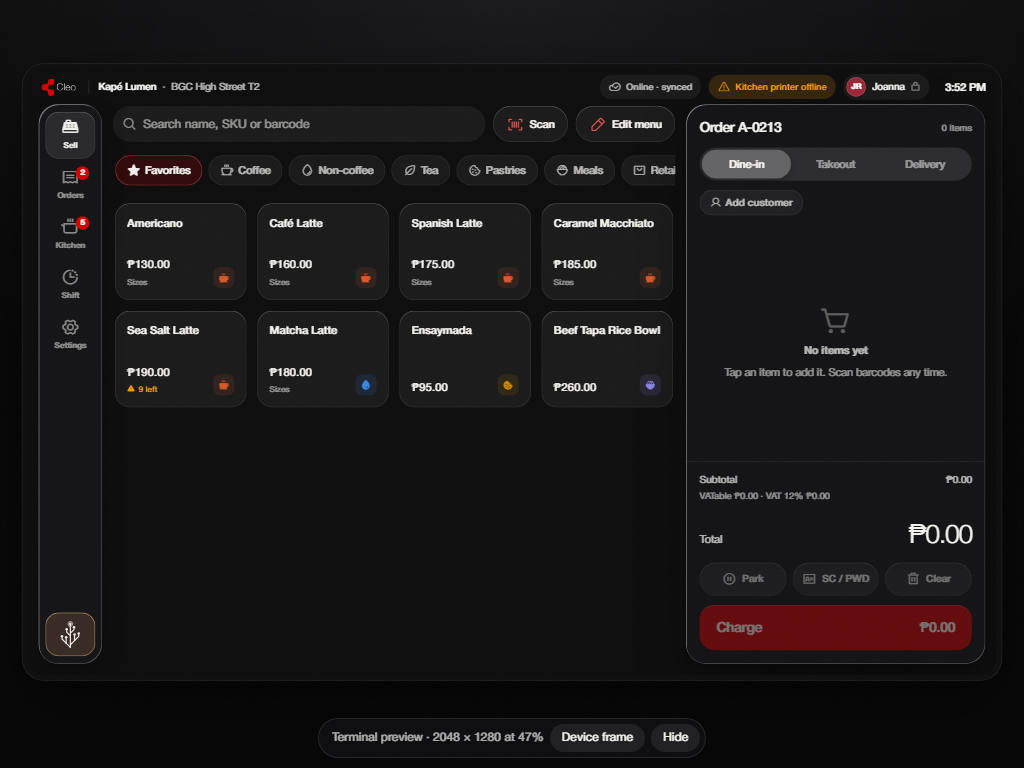 Cleo
Kapé Lumen - BGC High Street T2
Online · synced
Kitchen printer offline
JR Joanna
3:52 PM
Sell
Orders 2
Kitchen 5
Shift
Settings
Search name, SKU or barcode
Scan
Edit menu
Favorites
Coffee
Non-coffee
Tea
Pastries
Meals
Retai
Americano
₱130.00
Sizes
Café Latte
₱160.00
Sizes
Spanish Latte
₱175.00
Sizes
Caramel Macchiato
₱185.00
Sizes
Sea Salt Latte
₱190.00
9 left
Matcha Latte
₱180.00
Sizes
Ensaymada
₱95.00
Beef Tapa Rice Bowl
₱260.00
Order A-0213
0 items
Dine-in
Takeout
Delivery
Add customer
No items yet
Tap an item to add it. Scan barcodes any time.
Subtotal ₱0.00
VATable ₱0.00 · VAT 12% ₱0.00
Total ₱0.00
Park
SC / PWD
Clear
Charge ₱0.00
Terminal preview · 2048 × 1280 at 47%
Device frame
Hide